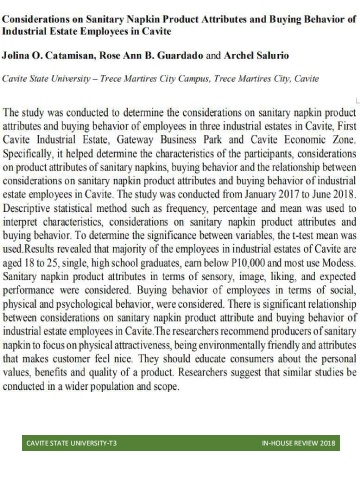 Considerations on Sanitary Napkin Product Attributes and Buying Behavior of
Industrial Estate Employees in Cavite
Jolina O. Catamisan, Rose Ann B. Guardado and Archel Salurio
Cavite State University – Trece Martires City Campus, Trece Martires City, Cavite
The study was conducted to determine the considerations on sanitary napkin product
attributes and buying behavior of employees in three industrial estates in Cavite, First
Cavite Industrial Estate, Gateway Business Park and Cavite Economic Zone.
Specifically, it helped determine the characteristics of the participants, considerations
on product attributes of sanitary napkins, buying behavior and the relationship between
considerations on sanitary napkin product attributes and buying behavior of industrial
estate employees in Cavite. The study was conducted from January 2017 to June 2018.
Descriptive statistical method such as frequency, percentage and mean was used to
interpret characteristics, considerations on sanitary napkin product attributes and
buying behavior. To determine the significance between variables, the t-test mean was
used.Results revealed that majority of the employees in industrial estates of Cavite are
aged 18 to 25, single, high school graduates, earn below P10,000 and most use Modess.
Sanitary napkin product attributes in terms of sensory, image, liking, and expected
performance were considered. Buying behavior of employees in terms of social,
physical and psychological behavior, were considered. There is significant relationship
between considerations on sanitary napkin product attribute and buying behavior of
industrial estate employees in Cavite.The researchers recommend producers of sanitary
napkin to focus on physical attractiveness, being environmentally friendly and attributes
that makes customer feel nice. They should educate consumers about the personal
values, benefits and quality of a product. Researchers suggest that similar studies be
conducted in a wider population and scope.
CAVITE STATE UNIVERSITY-T3 IN-HOUSE REVIEW 2018